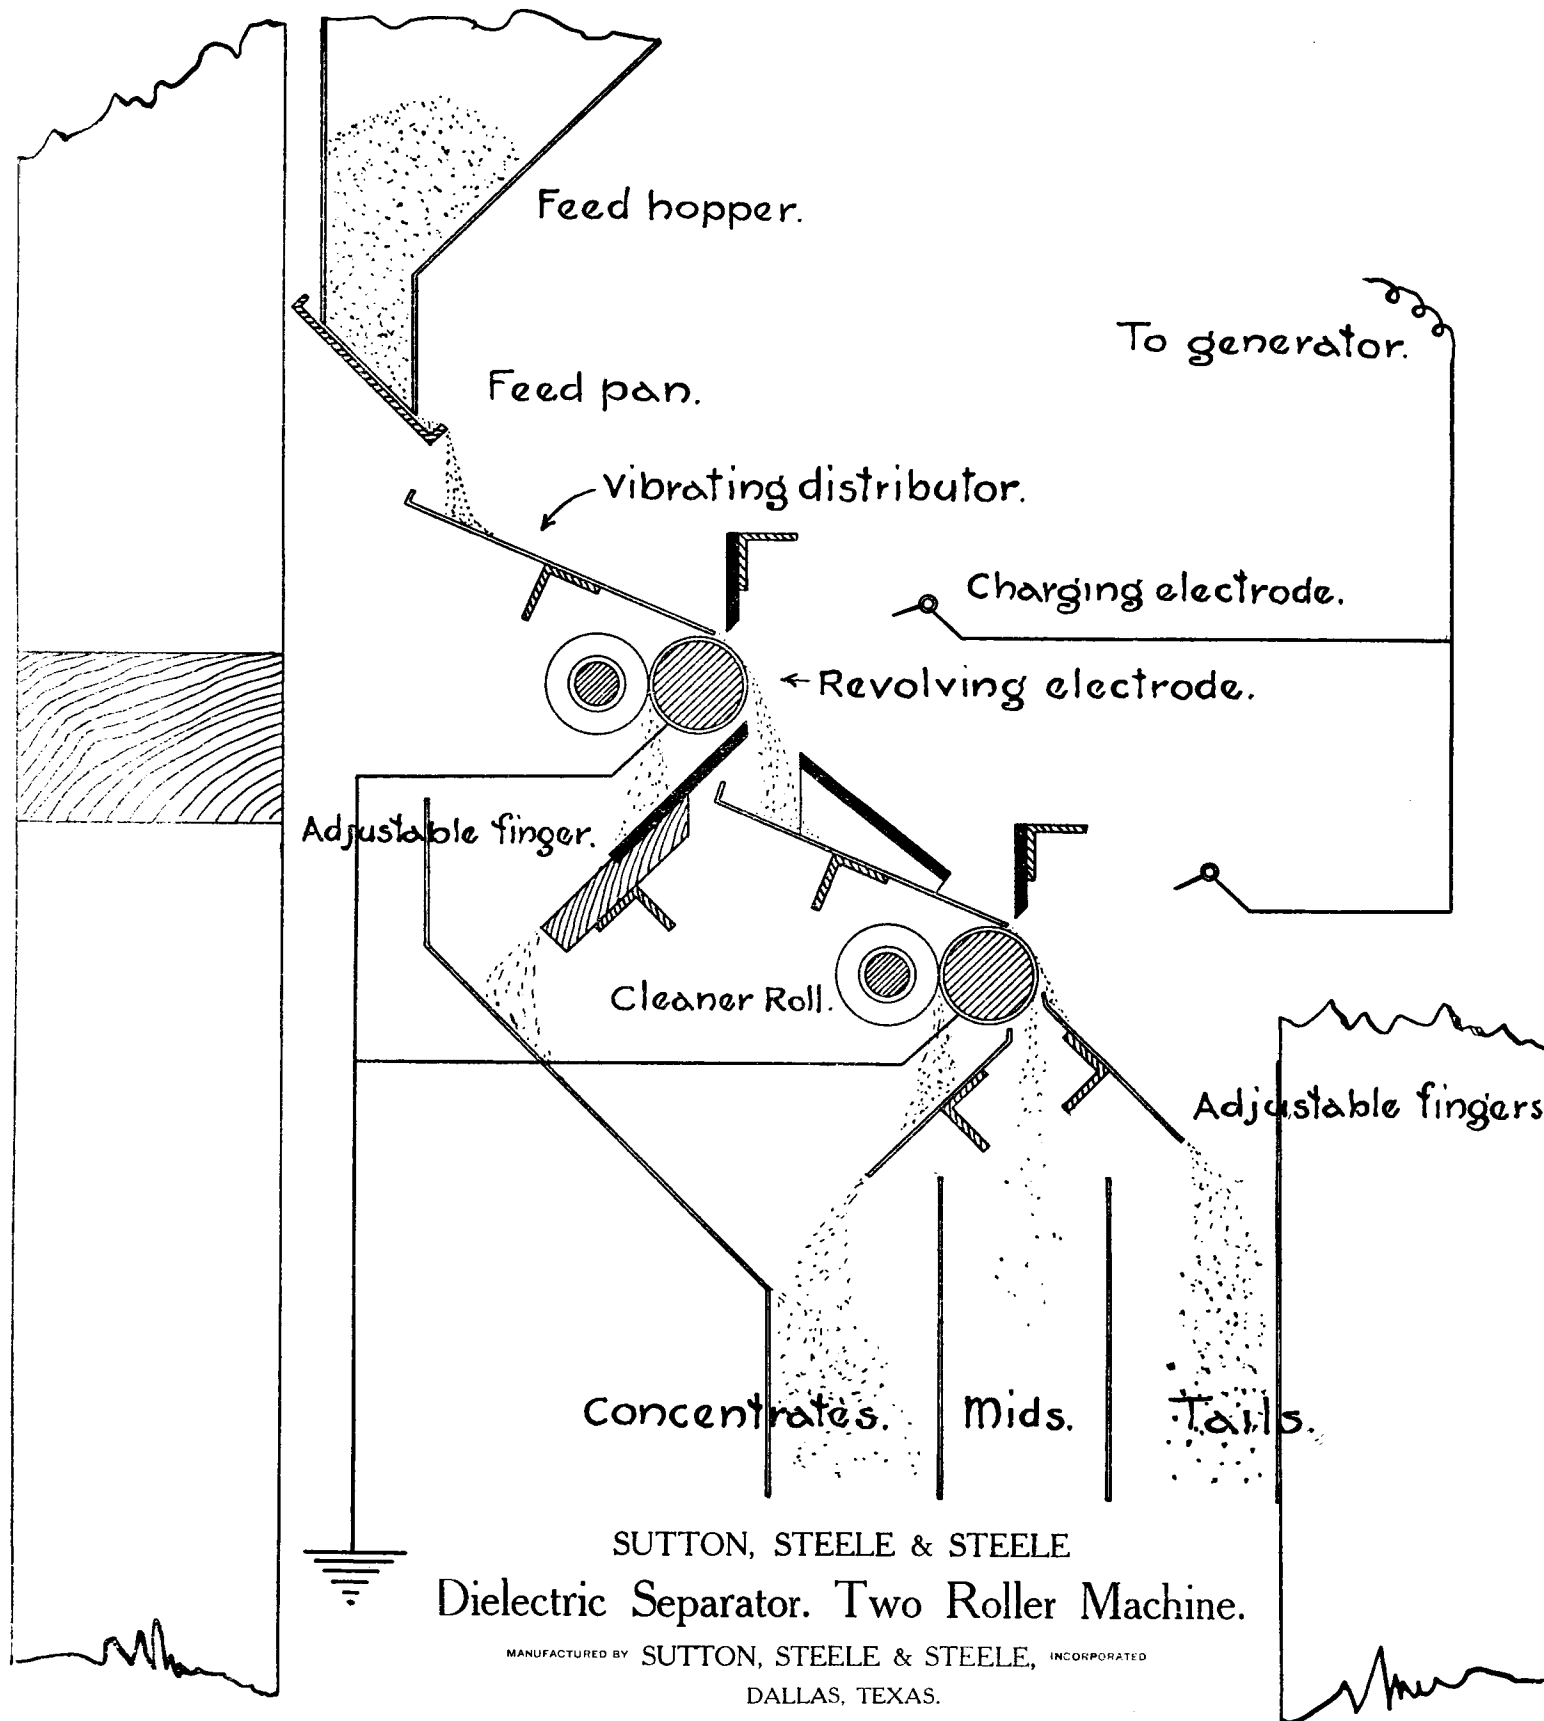 Feed hopper.
To generator.
Feed pan.
Vibrating distributor.
Charging electrode.
Revolving electrode.
Adjustable finger.
Cleaner Roll.
Adjustable fingers
Concentrates.
Mids.
Tails.
SUTTON, STEELE & STEELE
Dielectric Separator. Two Roller Machine.
MANUFACTURED BY SUTTON, STEELE & STEELE, INCORPORATED
DALLAS, TEXAS.